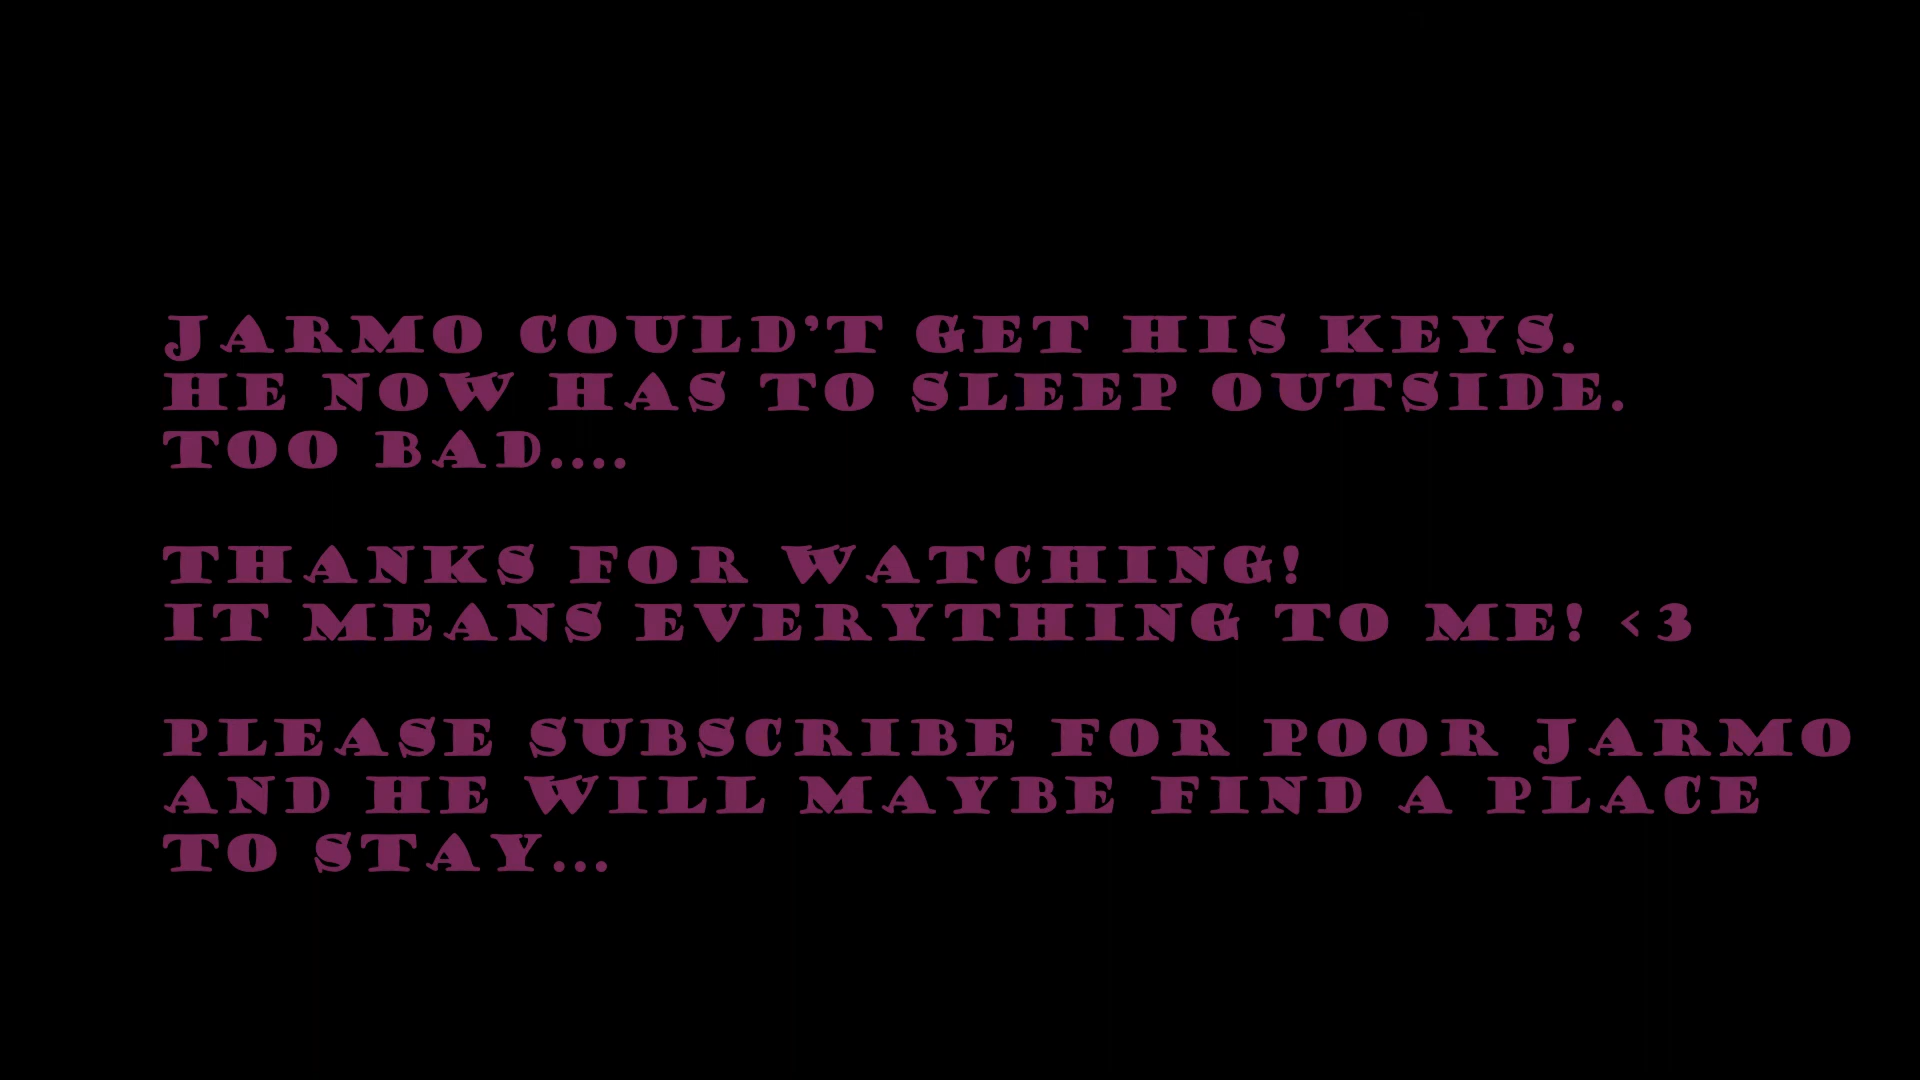 JARMO COULD'T GET HIS KEYS.
HE NOW HAS TO SLEEP OUTSIDE.
TOO BAD....
THANKS FOR WATCHING!
IT MEANS EVERYTHING TO ME! <3
PLEASE SUBSCRIBE FOR POOR JARMO
AND HE WILL MAYBE FIND A PLACE
TO STAY...